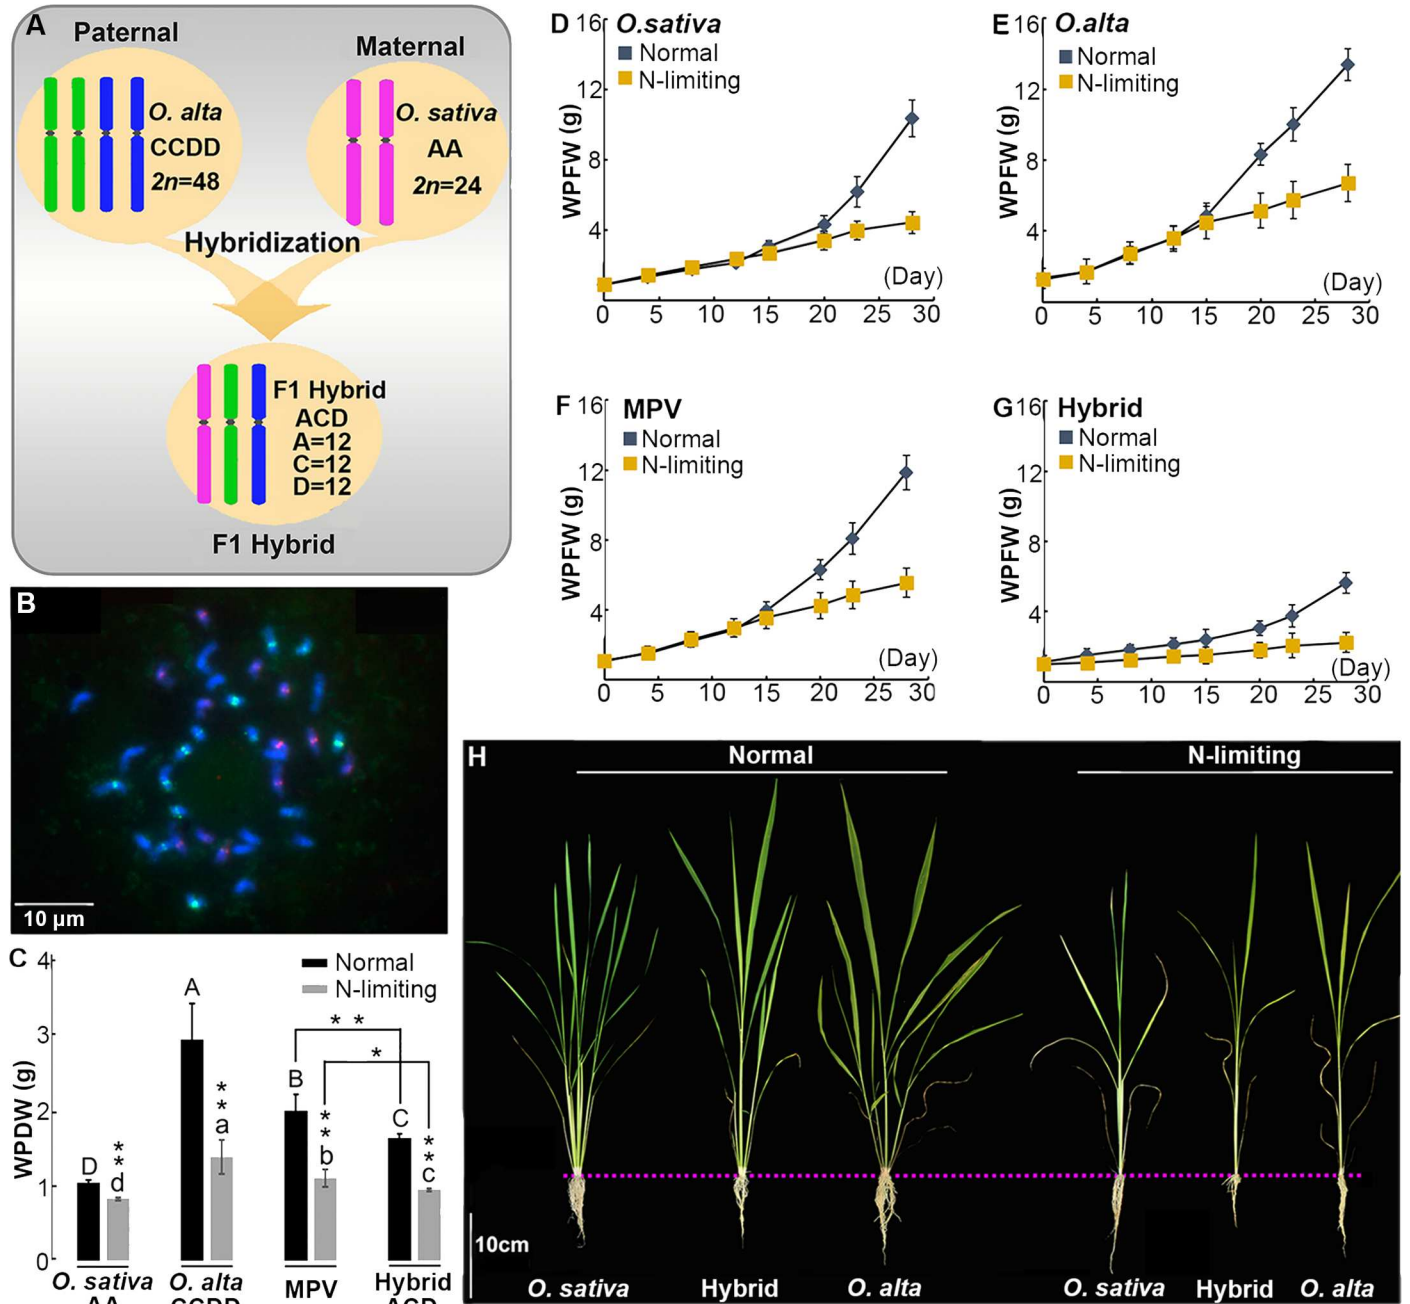 A
Paternal
Maternal
O. alta
CCDD
2n=48
O. sativa
AA
2n=24
Hybridization
F1 Hybrid
ACD
A=12
C=12
D=12
F1 Hybrid
B
10 µm
C
Normal
N-limiting
WPDW (g)
4
3
2
1
0
D
**
d
A
**
a
B
**
b
C
**
c
**
*
O. sativa
AA
O. alta
CCDD
MPV
Hybrid
ACD
D
O.sativa
Normal
N-limiting
WPFW (g)
16
12
8
4
(Day)
0 5 10 15 20 25 30
E
O.alta
Normal
N-limiting
WPFW (g)
16
12
8
4
(Day)
0 5 10 15 20 25 30
F
MPV
Normal
N-limiting
WPFW (g)
16
12
8
4
(Day)
0 5 10 15 20 25 30
G
Hybrid
Normal
N-limiting
WPFW (g)
16
12
8
4
(Day)
0 5 10 15 20 25 30
H
Normal
N-limiting
10cm
O. sativa
Hybrid
O. alta
O. sativa
Hybrid
O. alta